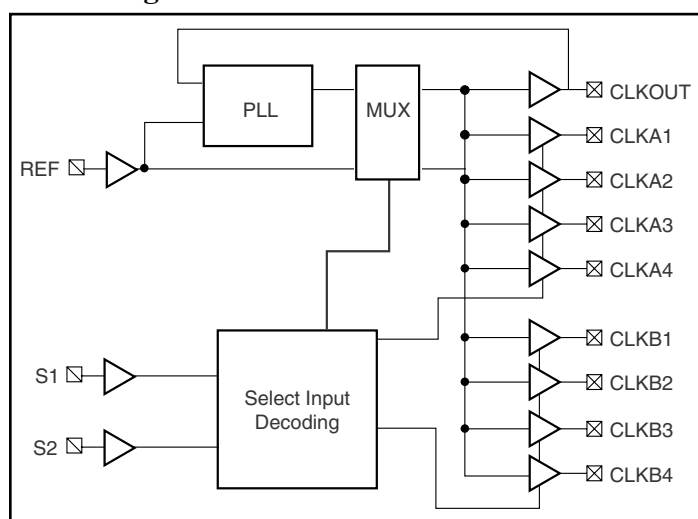 PLL
MUX
CLKOUT
CLKA1
REF
CLKA2
CLKA3
CLKA4
S1
CLKB1
Select Input
Decoding
CLKB2
S2
CLKB3
CLKB4